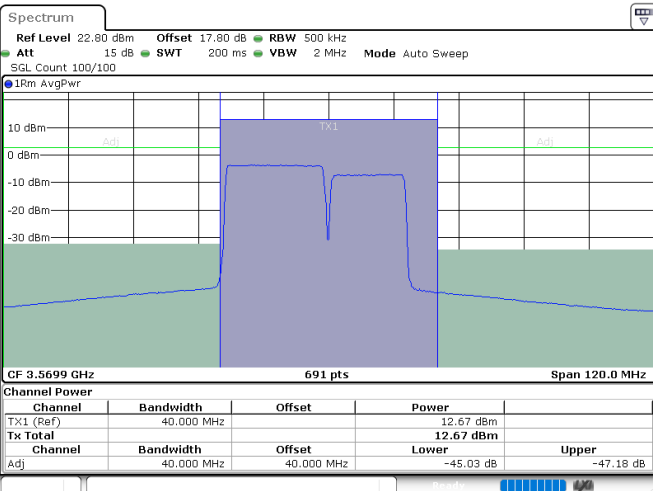 Spectrum
Ref Level 22.80 dBm Offset 17.80 dB RBW 500 kHz
Att 15 dB SWT 200 ms VBW 2 MHz Mode Auto Sweep
SGL Count 100/100
1Rm AvgPwr
TX1
10 dBm
Adj Adj
0 dBm
-10 dBm
-20 dBm
-30 dBm
CF 3.5699 GHz 691 pts Span 120.0 MHz
Channel Power
Channel Bandwidth Offset Power
TX1 (Ref) 40.000 MHz 12.67 dBm
Tx Total 12.67 dBm
Channel Bandwidth Offset Lower Upper
Adj 40.000 MHz 40.000 MHz -45.03 dB -47.18 dB
Ready